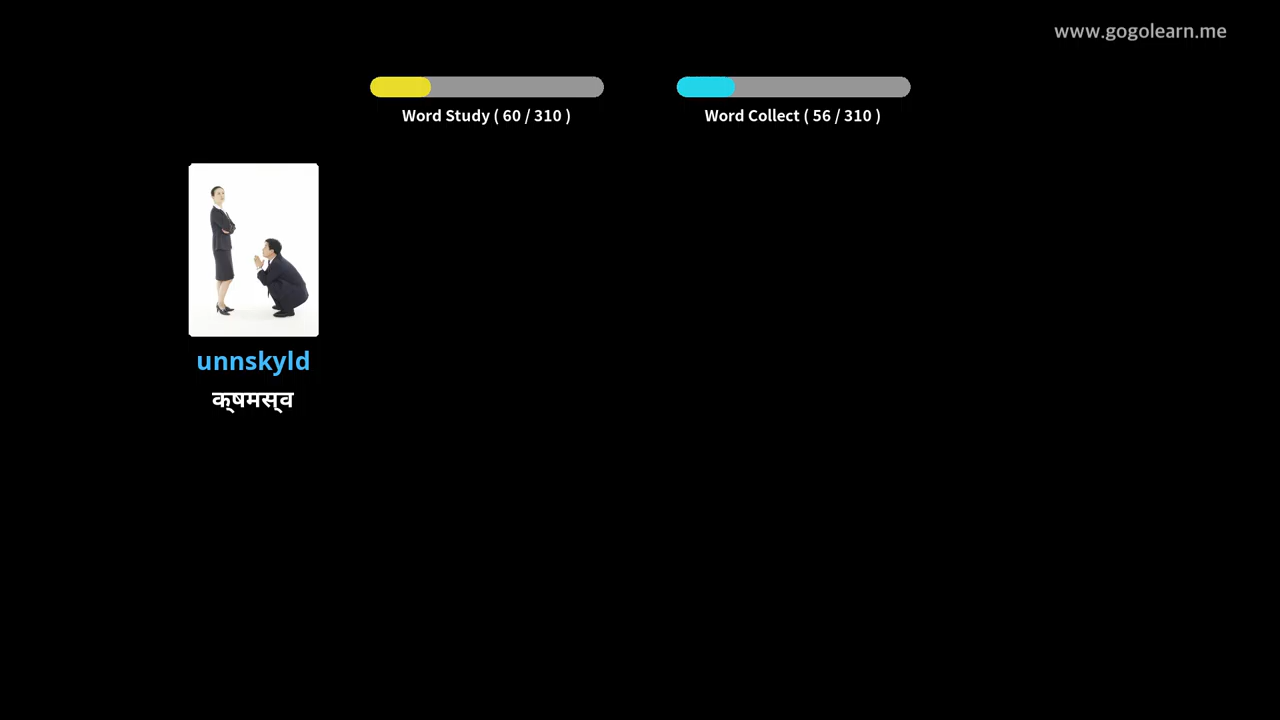 www.gogolearn.me
Word Study ( 60 / 310 )
Word Collect ( 56 / 310 )
unnskyld
क्षमस्व